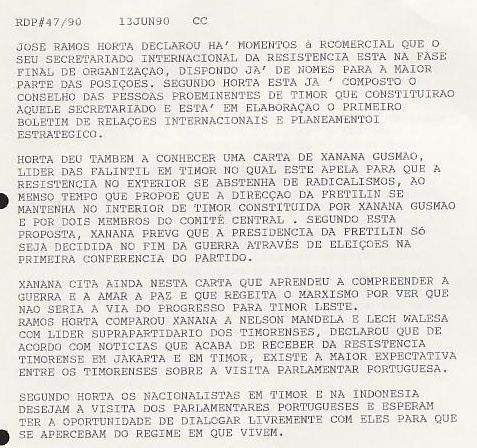 RDP#47/90 13JUN90 CC
JOSE RAMOS HORTA DECLAROU HA' MOMENTOS à RCOMERCIAL QUE O
SEU SECRETARIADO INTERNACIONAL DA RESISTENCIA ESTA NA FASE
FINAL DE ORGANIZAÇAO, DISPONDO JA' DE NOMES PARA A MAIOR
PARTE DAS POSIÇOES. SEGUNDO HORTA ESTA JA ' COMPOSTO O
CONSELHO DAS PESSOAS PROEMINENTES DE TIMOR QUE CONSTITUIRAO
AQUELE SECRETARIADO E ESTA' EM ELABORAÇAO O PRIMEIRO
BOLETIM DE RELAÇOES INTERNACIONAIS E PLANEAMENTOI
ESTRATEGICO.
HORTA DEU TAMBEM A CONHECER UMA CARTA DE XANANA GUSMAO,
LIDER DAS FALINTIL EM TIMOR NO QUAL ESTE APELA PARA QUE A
RESISTENCIA NO EXTERIOR SE ABSTENHA DE RADICALISMOS, AO
MEMSO TEMPO QUE PROPOE QUE A DIRECÇAO DA FRETILIN SE
MANTENHA NO INTERIOR DE TIMOR CONSTITUIDA POR XANANA GUSMAO
E POR DOIS MEMBROS DO COMITÉ CENTRAL . SEGUNDO ESTA
PROPOSTA, XANANA PREVG QUE A PRESIDENCIA DA FRETILIN Só
SEJA DECIDIDA NO FIM DA GUERRA ATRAVÉS DE ELEIÇOES NA
PRIMEIRA CONFERENCIA DO PARTIDO.
XANANA CITA AINDA NESTA CARTA QUE APRENDEU A COMPREENDER A
GUERRA E A AMAR A PAZ E QUE REGEITA O MARXISMO POR VER QUE
NAO SERIA A VIA DO PROGRESSO PARA TIMOR LESTE.
RAMOS HORTA COMPAROU XANANA A NELSON MANDELA E LECH WALESA
COM LIDER SUPRAPARTIDARIO DOS TIMORENSES, DECLAROU QUE DE
ACORDO COM NOTICIAS QUE ACABA DE RECEBER DA RESISTENCIA
TIMORENSE EM JAKARTA E EM TIMOR, EXISTE A MAIOR EXPECTATIVA
ENTRE OS TIMORENSES SOBRE A VISITA PARLAMENTAR PORTUGUESA.
SEGUNDO HORTA OS NACIONALISTAS EM TIMOR E NA INDONESIA
DESEJAM A VISITA DOS PARLAMENTARES PORTUGUESES E ESPERAM
TER A OPORTUNIDADE DE DIALOGAR LIVREMENTE COM ELES PARA QUE
SE APERCEBAM DO REGIME EM QUE VIVEM.